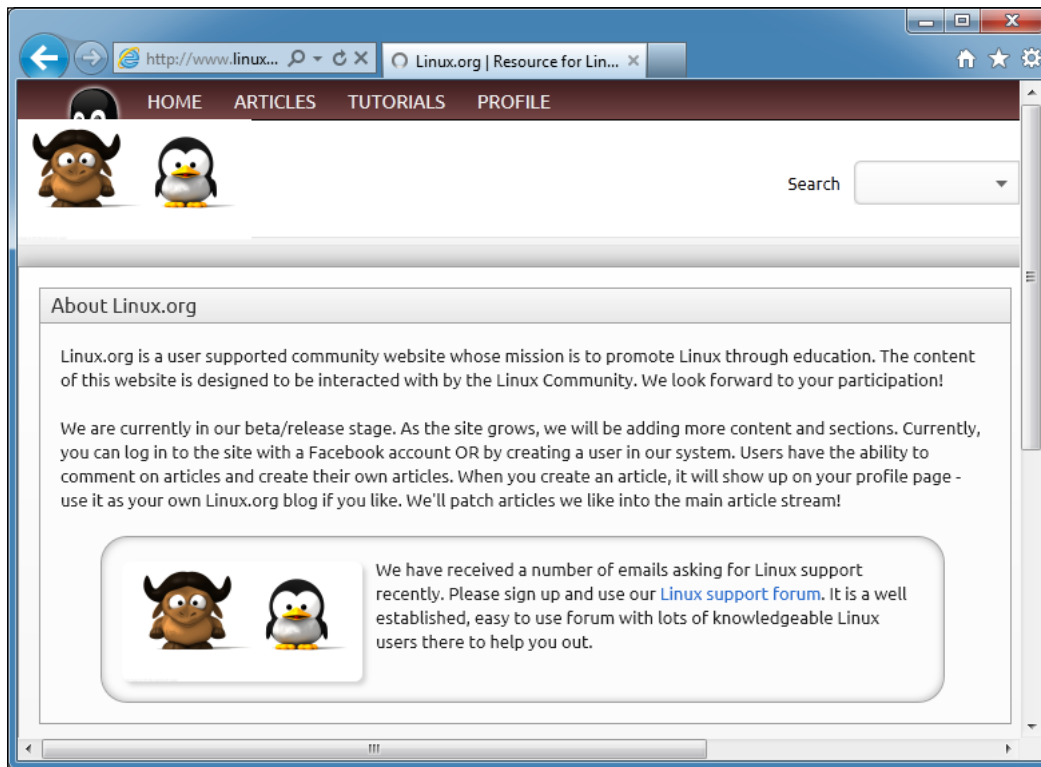 http://www.linux...
Linux.org | Resource for Lin...
HOME ARTICLES TUTORIALS PROFILE
Search
About Linux.org
Linux.org is a user supported community website whose mission is to promote Linux through education. The content
of this website is designed to be interacted with by the Linux Community. We look forward to your participation!
We are currently in our beta/release stage. As the site grows, we will be adding more content and sections. Currently,
you can log in to the site with a Facebook account OR by creating a user in our system. Users have the ability to
comment on articles and create their own articles. When you create an article, it will show up on your profile page -
use it as your own Linux.org blog if you like. We'll patch articles we like into the main article stream!
We have received a number of emails asking for Linux support
recently. Please sign up and use our Linux support forum. It is a well
established, easy to use forum with lots of knowledgeable Linux
users there to help you out.